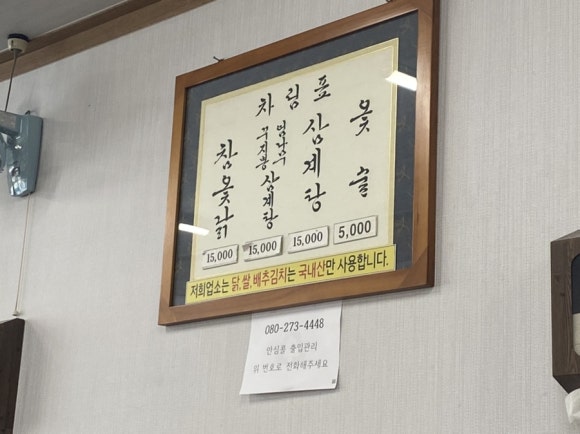 차림표
옻술
5,000
삼계탕
15,000
엄나무
꾸지뽕
삼계탕
15,000
참옻닭
15,000
저희업소는 닭,쌀,배추김치는 국내산만 사용합니다.
080-273-4448
안심콜 출입관리
위 번호로 전화해주세요